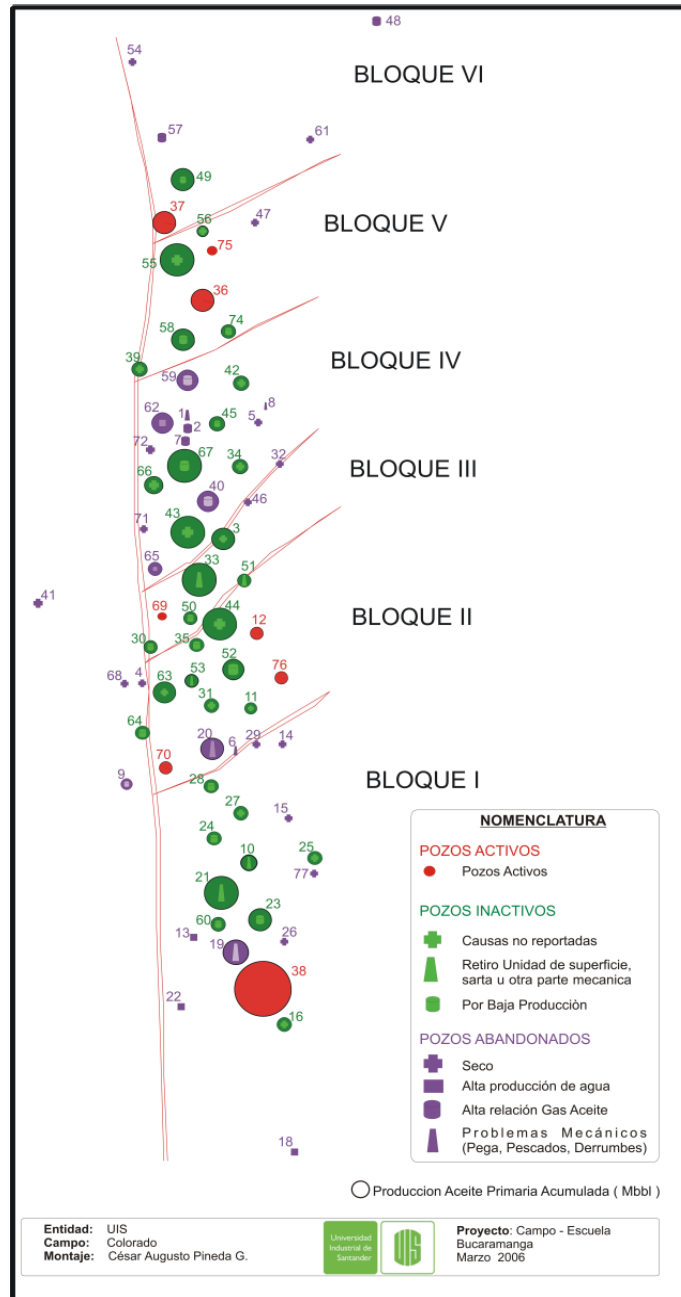 48
54
BLOQUE VI
57
61
49
37
56
47
BLOQUE V
75
55
36
74
58
39
BLOQUE IV
59
42
8
62
1
2
45
5
72
7
67
34
32
BLOQUE III
66
40
46
43
71
3
65
33
51
41
69
50
44
12
BLOQUE II
30
35
52
76
68
4
63
53
31
11
64
20
6
29
14
70
9
BLOQUE I
28
27
15
24
10
25
77
21
23
60
13
19
26
38
22
16
18
NOMENCLATURA
POZOS ACTIVOS
Pozos Activos
POZOS INACTIVOS
Causas no reportadas
Retiro Unidad de superficie,
sarta u otra parte mecanica
Por Baja Producciòn
POZOS ABANDONADOS
Seco
Alta producción de agua
Alta relación Gas Aceite
Problemas Mecánicos
(Pega, Pescados, Derrumbes)
Produccion Aceite Primaria Acumulada ( Mbbl )
Entidad: UIS
Campo: Colorado
Montaje: César Augusto Pineda G.
Universidad
Industrial de
Santander
UIS
Proyecto: Campo - Escuela
Bucaramanga
Marzo 2006